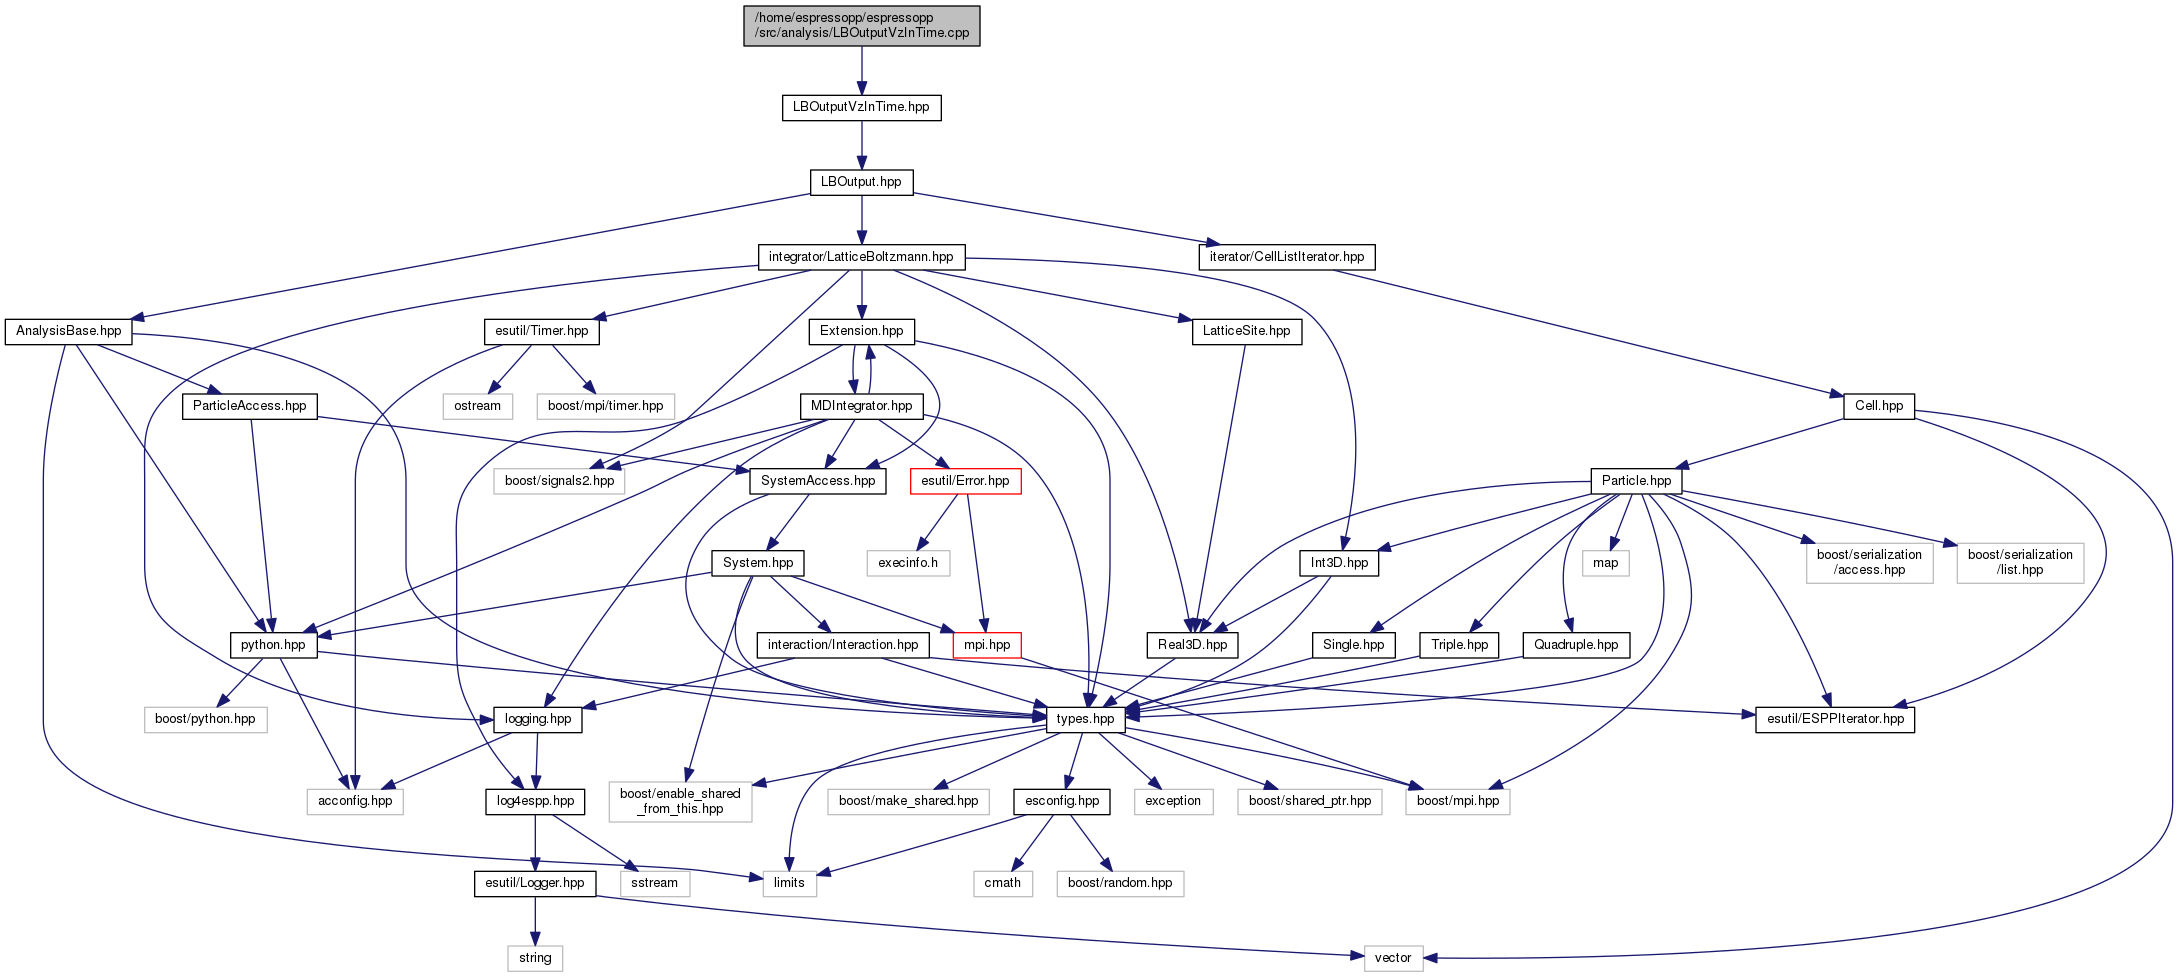 /home/espressopp/espressopp
/src/analysis/LBOutputVzInTime.cpp
LBOutputVzInTime.hpp
LBOutput.hpp
integrator/LatticeBoltzmann.hpp
iterator/CellListIterator.hpp
AnalysisBase.hpp
esutil/Timer.hpp
Extension.hpp
LatticeSite.hpp
ParticleAccess.hpp
ostream
boost/mpi/timer.hpp
MDIntegrator.hpp
Cell.hpp
boost/signals2.hpp
SystemAccess.hpp
esutil/Error.hpp
Particle.hpp
System.hpp
execinfo.h
Int3D.hpp
map
boost/serialization
/access.hpp
boost/serialization
/list.hpp
python.hpp
interaction/Interaction.hpp
mpi.hpp
Real3D.hpp
Single.hpp
Triple.hpp
Quadruple.hpp
boost/python.hpp
logging.hpp
types.hpp
esutil/ESPPIterator.hpp
acconfig.hpp
log4espp.hpp
boost/enable_shared
_from_this.hpp
boost/make_shared.hpp
esconfig.hpp
exception
boost/shared_ptr.hpp
boost/mpi.hpp
esutil/Logger.hpp
sstream
limits
cmath
boost/random.hpp
string
vector